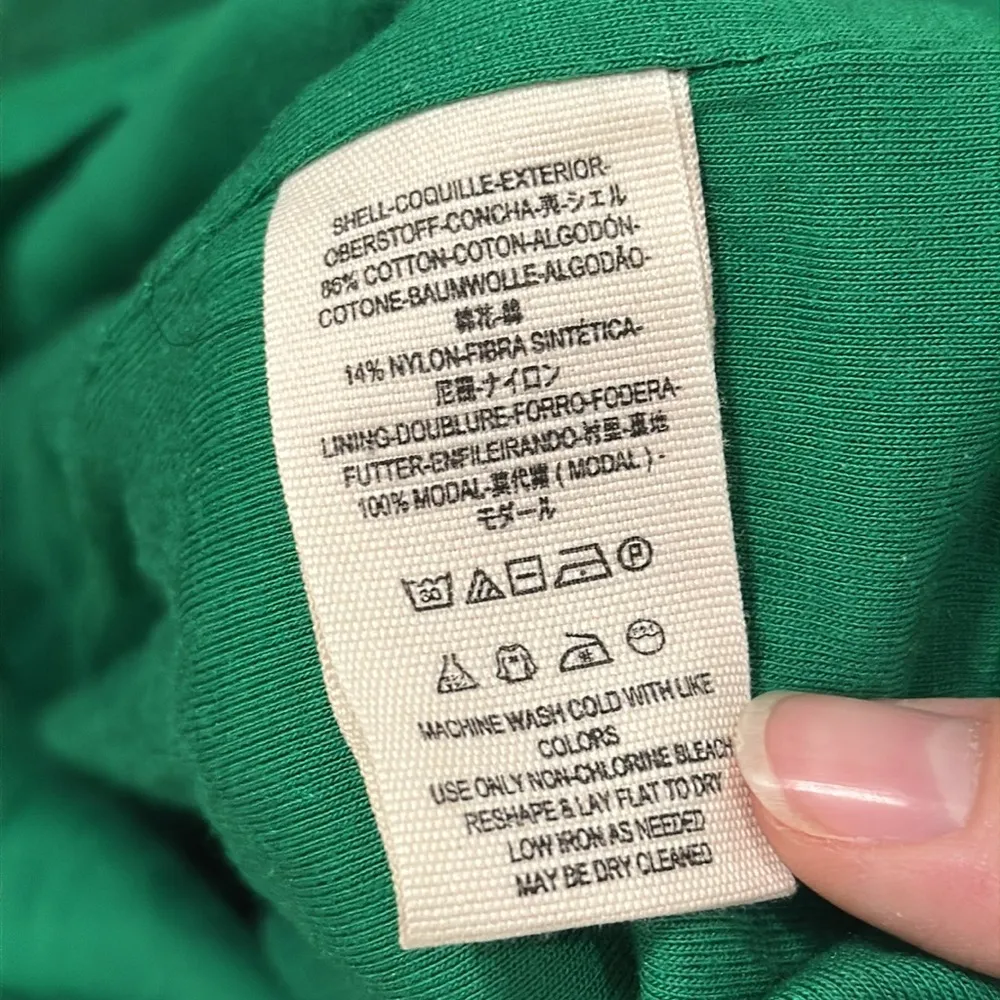 SHELL-COQUILLE-EXTERIOR-
OBERSTOFF-CONCHA-壳-シェル
86% COTTON-COTON-ALGODÓN-
COTONE-BAUMWOLLE-ALGODÃO-
棉花-綿
14% NYLON-FIBRA SINTÉTICA-
尼龍-ナイロン
LINING-DOUBLURE-FORRO-FODERA-
FUTTER-ENFILEIRANDO-衬里-裏地
100% MODAL-莫代爾 ( MODAL ) -
モダール
30 P
MACHINE WASH COLD WITH LIKE
COLORS
USE ONLY NON-CHLORINE BLEACH
RESHAPE & LAY FLAT TO DRY
LOW IRON AS NEEDED
MAY BE DRY CLEANED